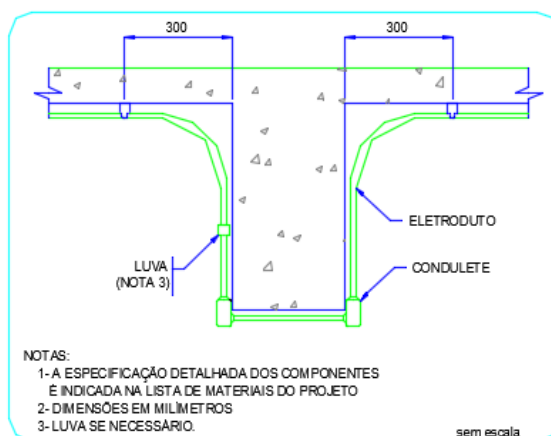 300
300
ELETRODUTO
LUVA
(NOTA 3)
CONDULETE
NOTAS:
1- A ESPECIFICAÇÃO DETALHADA DOS COMPONENTES
É INDICADA NA LISTA DE MATERIAIS DO PROJETO
2- DIMENSÕES EM MILÍMETROS
3- LUVA SE NECESSÁRIO.
sem escala